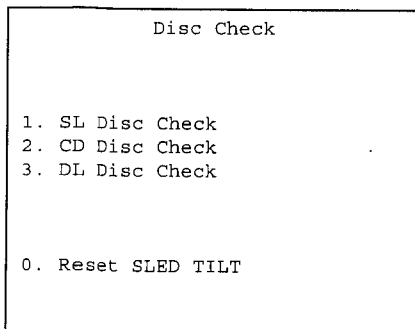 Disc Check
1. SL Disc Check
2. CD Disc Check
3. DL Disc Check
0. Reset SLED TILT